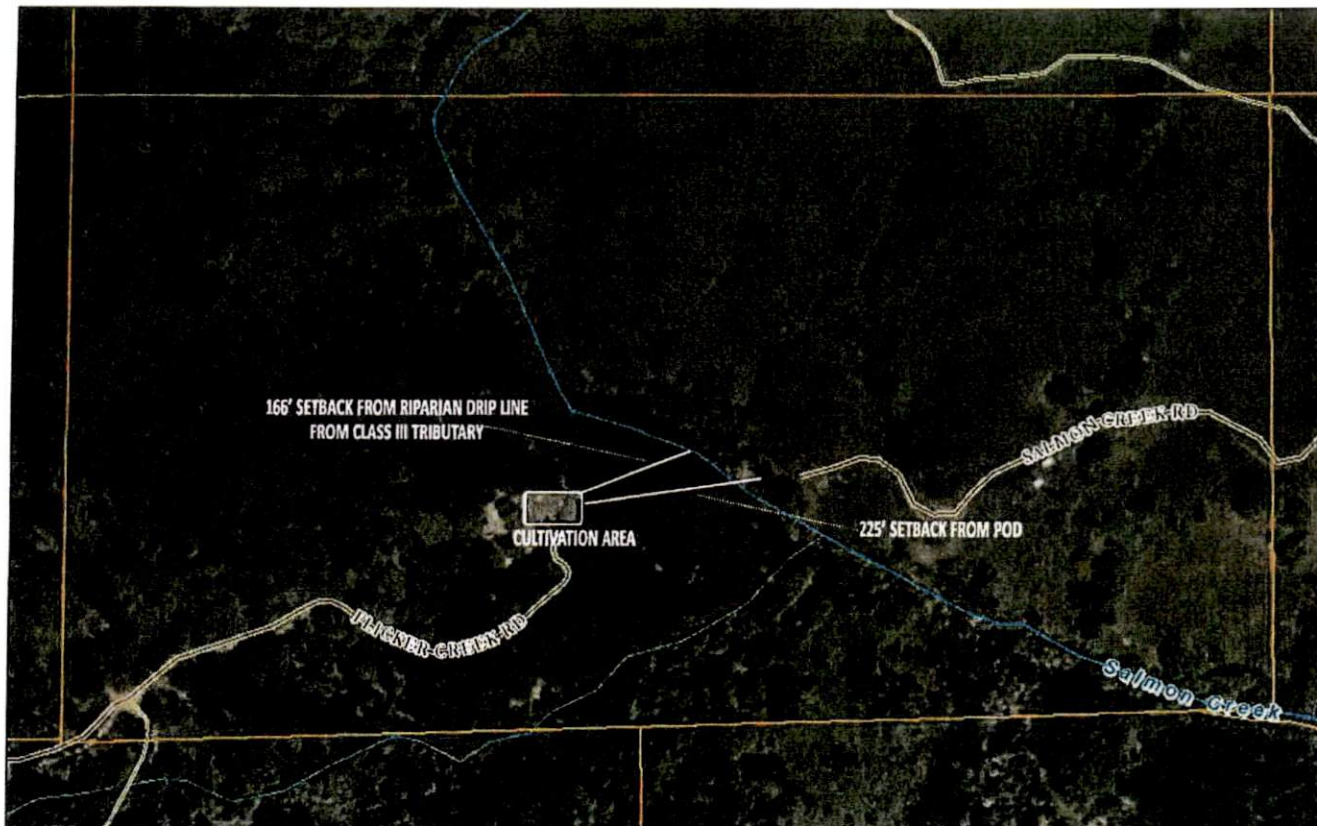 166' SETBACK FROM RIPARIAN DRIP LINE
FROM CLASS III TRIBUTARY
SALMON CREEK RD
CULTIVATION AREA
225' SETBACK FROM POD
FLICKER CREEK RD
Salmon Creek